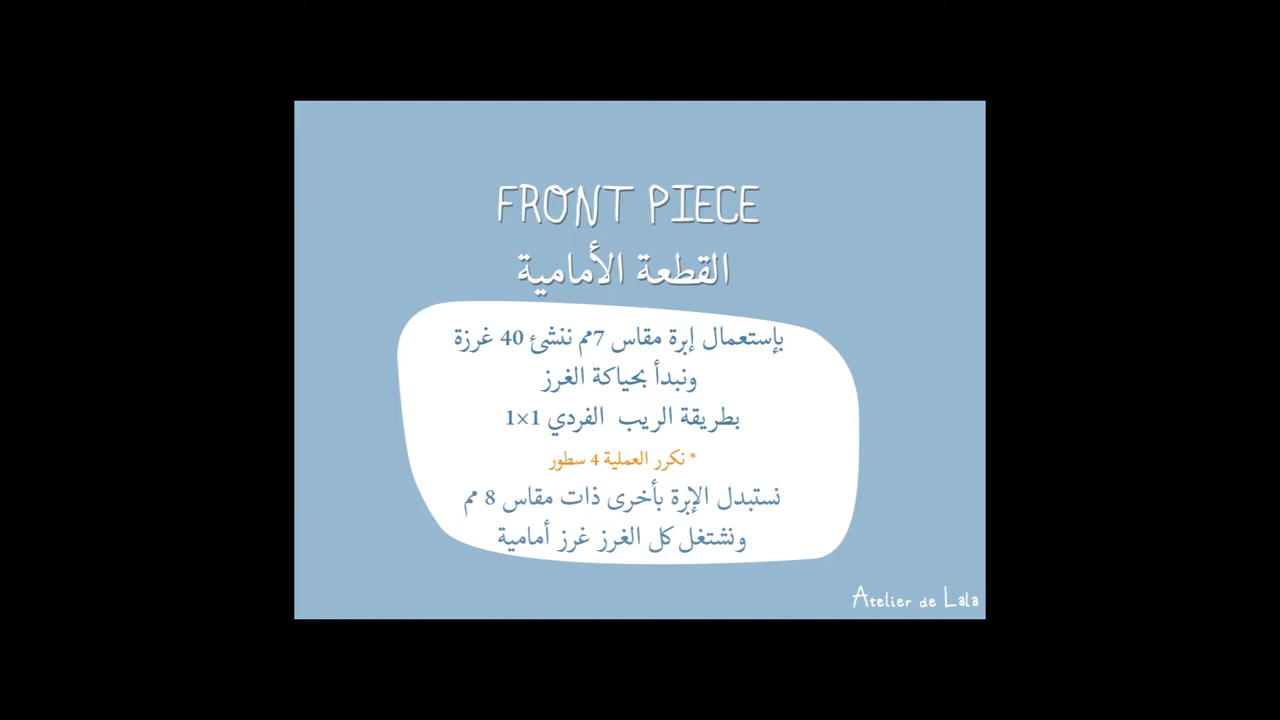 FRONT PIECE
القطعة الأمامية
بإستعمال إبرة مقاس 7مم ننشئ 40 غرزة
ونبدأ بحياكة الغرز
بطريقة الريب الفردي 1×1
* نكرر العملية 4 سطور
نستبدل الإبرة بأخرى ذات مقاس 8 مم
ونشتغل كل الغرز غرز أمامية
Atelier de Lala